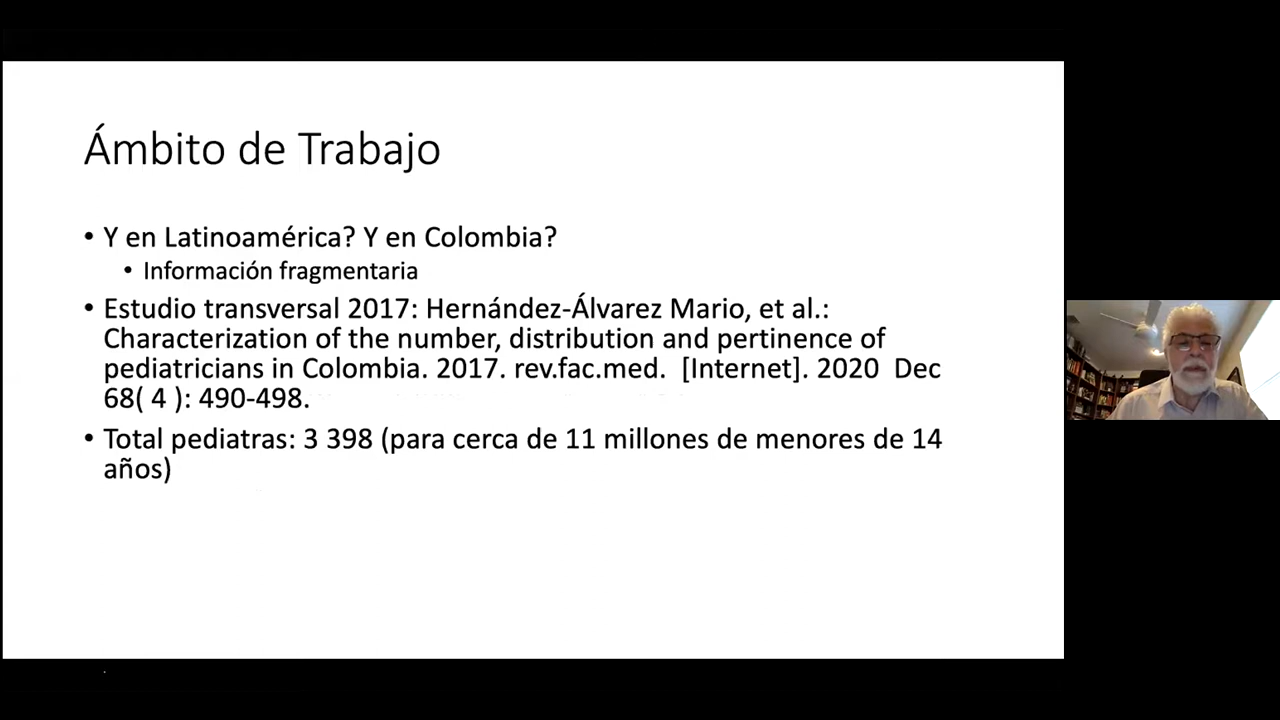 Ámbito de Trabajo
• Y en Latinoamérica? Y en Colombia?
• Información fragmentaria
• Estudio transversal 2017: Hernández-Álvarez Mario, et al.:
Characterization of the number, distribution and pertinence of
pediatricians in Colombia. 2017. rev.fac.med. [Internet]. 2020 Dec
68( 4 ): 490-498.
• Total pediatras: 3 398 (para cerca de 11 millones de menores de 14
años)